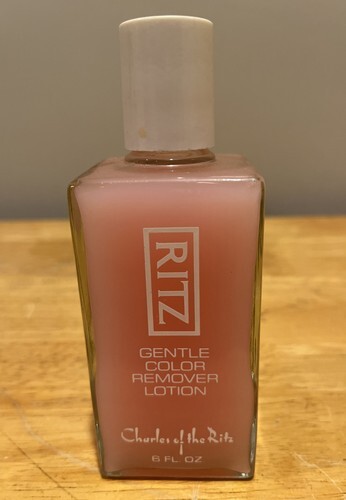 RITZ
GENTLE
COLOR
REMOVER
LOTION
Charles of the Ritz
6 FL OZ